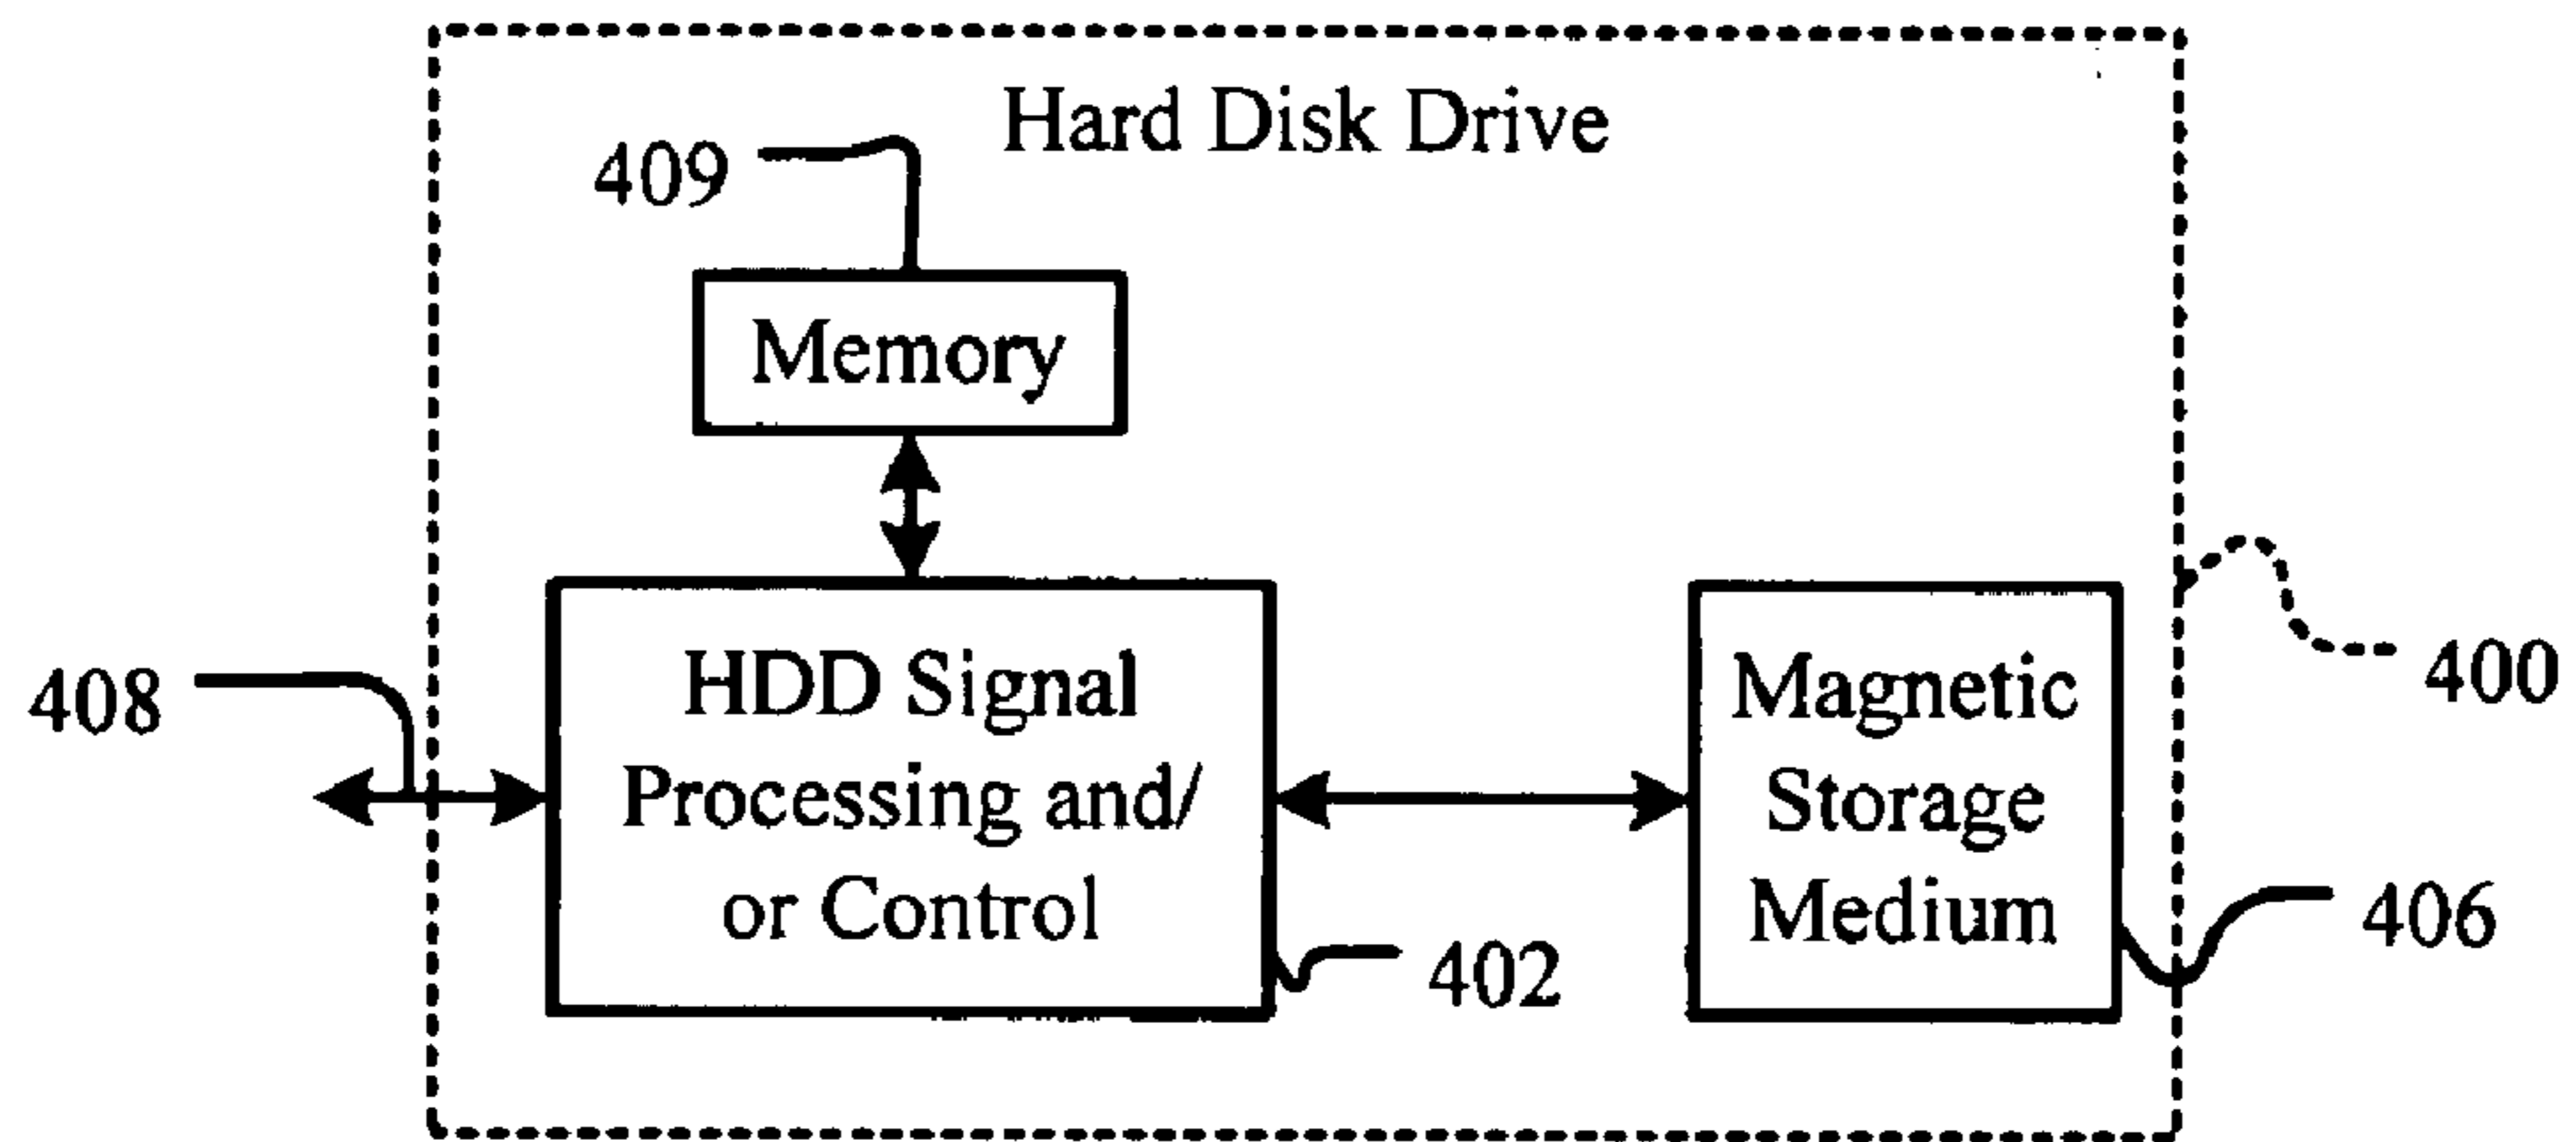 Hard Disk Drive
409
Memory
408
HDD Signal
Processing and/
or Control
402
Magnetic
Storage
Medium
400
406